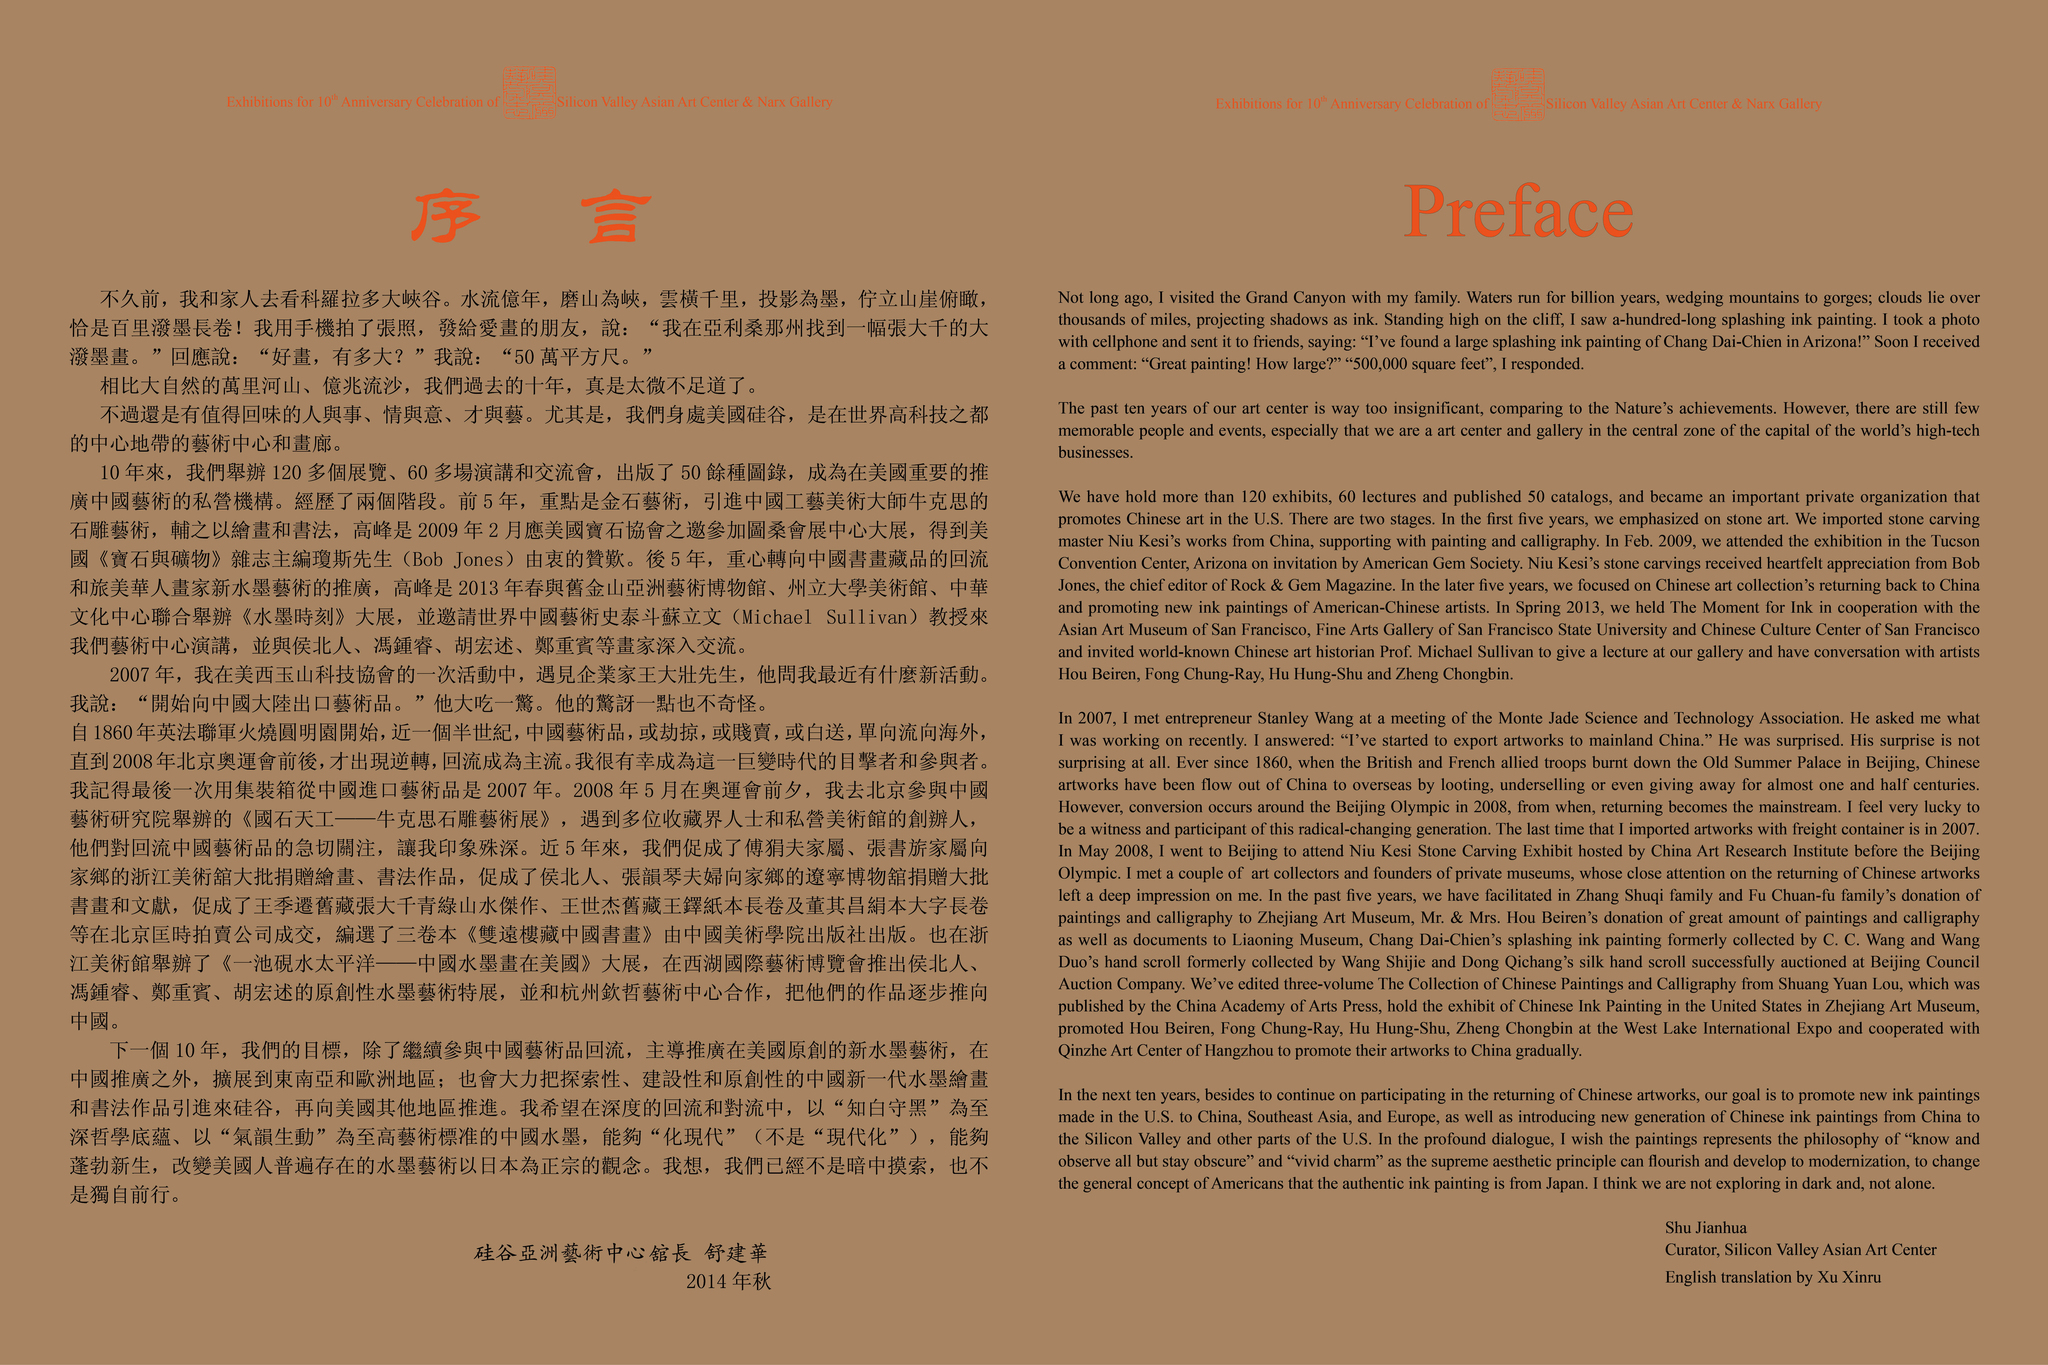 Exhibitions for 10th Anniversary Celebration of Silicon Valley Asian Art Center & Narx Gallery
序 言
不久前，我和家人去看科羅拉多大峽谷。水流億年，磨山為峽，雲橫千里，投影為墨，佇立山崖俯瞰，
恰是百里潑墨長卷！我用手機拍了張照，發給愛畫的朋友，說：“我在亞利桑那州找到一幅張大千的大
潑墨畫。”回應說：“好畫，有多大？”我說：“50 萬平方尺。”
相比大自然的萬里河山、億兆流沙，我們過去的十年，真是太微不足道了。
不過還是有值得回味的人與事、情與意、才與藝。尤其是，我們身處美國硅谷，是在世界高科技之都
的中心地帶的藝術中心和畫廊。
10 年來，我們舉辦 120 多個展覽、60 多場演講和交流會，出版了 50 餘種圖錄，成為在美國重要的推
廣中國藝術的私營機構。經歷了兩個階段。前 5 年，重點是金石藝術，引進中國工藝美術大師牛克思的
石雕藝術，輔之以繪畫和書法，高峰是 2009 年 2 月應美國寶石協會之邀參加圖桑會展中心大展，得到美
國《寶石與礦物》雜志主編瓊斯先生（Bob Jones）由衷的贊歎。後 5 年，重心轉向中國書畫藏品的回流
和旅美華人畫家新水墨藝術的推廣，高峰是 2013 年春與舊金山亞洲藝術博物館、州立大學美術館、中華
文化中心聯合舉辦《水墨時刻》大展，並邀請世界中國藝術史泰斗蘇立文（Michael Sullivan）教授來
我們藝術中心演講，並與侯北人、馮鍾睿、胡宏述、鄭重賓等畫家深入交流。
2007 年，我在美西玉山科技協會的一次活動中，遇見企業家王大壯先生，他問我最近有什麼新活動。
我說：“開始向中國大陸出口藝術品。”他大吃一驚。他的驚訝一點也不奇怪。
自 1860 年英法聯軍火燒圓明園開始，近一個半世紀，中國藝術品，或劫掠，或賤賣，或白送，單向流向海外，
直到 2008 年北京奧運會前後，才出現逆轉，回流成為主流。我很有幸成為這一巨變時代的目擊者和參與者。
我記得最後一次用集裝箱從中國進口藝術品是 2007 年。2008 年 5 月在奧運會前夕，我去北京參與中國
藝術研究院舉辦的《國石天工——牛克思石雕藝術展》，遇到多位收藏界人士和私營美術館的創辦人，
他們對回流中國藝術品的急切關注，讓我印象殊深。近 5 年來，我們促成了傅狷夫家屬、張書旂家屬向
家鄉的浙江美術舘大批捐贈繪畫、書法作品，促成了侯北人、張韻琴夫婦向家鄉的遼寧博物舘捐贈大批
書畫和文獻，促成了王季遷舊藏張大千青綠山水傑作、王世杰舊藏王鐸紙本長卷及董其昌絹本大字長卷
等在北京匡時拍賣公司成交，編選了三卷本《雙遠樓藏中國書畫》由中國美術學院出版社出版。也在浙
江美術館舉辦了《一池硯水太平洋——中國水墨畫在美國》大展，在西湖國際藝術博覽會推出侯北人、
馮鍾睿、鄭重賓、胡宏述的原創性水墨藝術特展，並和杭州欽哲藝術中心合作，把他們的作品逐步推向
中國。
下一個 10 年，我們的目標，除了繼續參與中國藝術品回流，主導推廣在美國原創的新水墨藝術，在
中國推廣之外，擴展到東南亞和歐洲地區；也會大力把探索性、建設性和原創性的中國新一代水墨繪畫
和書法作品引進來硅谷，再向美國其他地區推進。我希望在深度的回流和對流中，以“知白守黑”為至
深哲學底蘊、以“氣韻生動”為至高藝術標准的中國水墨，能夠“化現代”（不是“現代化”），能夠
蓬勃新生，改變美國人普遍存在的水墨藝術以日本為正宗的觀念。我想，我們已經不是暗中摸索，也不
是獨自前行。
硅谷亞洲藝術中心舘長 舒建華
2014 年秋
Exhibitions for 10th Anniversary Celebration of Silicon Valley Asian Art Center & Narx Gallery
Preface
Not long ago, I visited the Grand Canyon with my family. Waters run for billion years, wedging mountains to gorges; clouds lie over
thousands of miles, projecting shadows as ink. Standing high on the cliff, I saw a-hundred-long splashing ink painting. I took a photo
with cellphone and sent it to friends, saying: “I’ve found a large splashing ink painting of Chang Dai-Chien in Arizona!” Soon I received
a comment: “Great painting! How large?” “500,000 square feet”, I responded.
The past ten years of our art center is way too insignificant, comparing to the Nature’s achievements. However, there are still few
memorable people and events, especially that we are a art center and gallery in the central zone of the capital of the world’s high-tech
businesses.
We have hold more than 120 exhibits, 60 lectures and published 50 catalogs, and became an important private organization that
promotes Chinese art in the U.S. There are two stages. In the first five years, we emphasized on stone art. We imported stone carving
master Niu Kesi’s works from China, supporting with painting and calligraphy. In Feb. 2009, we attended the exhibition in the Tucson
Convention Center, Arizona on invitation by American Gem Society. Niu Kesi’s stone carvings received heartfelt appreciation from Bob
Jones, the chief editor of Rock & Gem Magazine. In the later five years, we focused on Chinese art collection’s returning back to China
and promoting new ink paintings of American-Chinese artists. In Spring 2013, we held The Moment for Ink in cooperation with the
Asian Art Museum of San Francisco, Fine Arts Gallery of San Francisco State University and Chinese Culture Center of San Francisco
and invited world-known Chinese art historian Prof. Michael Sullivan to give a lecture at our gallery and have conversation with artists
Hou Beiren, Fong Chung-Ray, Hu Hung-Shu and Zheng Chongbin.
In 2007, I met entrepreneur Stanley Wang at a meeting of the Monte Jade Science and Technology Association. He asked me what
I was working on recently. I answered: “I’ve started to export artworks to mainland China.” He was surprised. His surprise is not
surprising at all. Ever since 1860, when the British and French allied troops burnt down the Old Summer Palace in Beijing, Chinese
artworks have been flow out of China to overseas by looting, underselling or even giving away for almost one and half centuries.
However, conversion occurs around the Beijing Olympic in 2008, from when, returning becomes the mainstream. I feel very lucky to
be a witness and participant of this radical-changing generation. The last time that I imported artworks with freight container is in 2007.
In May 2008, I went to Beijing to attend Niu Kesi Stone Carving Exhibit hosted by China Art Research Institute before the Beijing
Olympic. I met a couple of art collectors and founders of private museums, whose close attention on the returning of Chinese artworks
left a deep impression on me. In the past five years, we have facilitated in Zhang Shuqi family and Fu Chuan-fu family’s donation of
paintings and calligraphy to Zhejiang Art Museum, Mr. & Mrs. Hou Beiren’s donation of great amount of paintings and calligraphy
as well as documents to Liaoning Museum, Chang Dai-Chien’s splashing ink painting formerly collected by C. C. Wang and Wang
Duo’s hand scroll formerly collected by Wang Shijie and Dong Qichang’s silk hand scroll successfully auctioned at Beijing Council
Auction Company. We’ve edited three-volume The Collection of Chinese Paintings and Calligraphy from Shuang Yuan Lou, which was
published by the China Academy of Arts Press, hold the exhibit of Chinese Ink Painting in the United States in Zhejiang Art Museum,
promoted Hou Beiren, Fong Chung-Ray, Hu Hung-Shu, Zheng Chongbin at the West Lake International Expo and cooperated with
Qinzhe Art Center of Hangzhou to promote their artworks to China gradually.
In the next ten years, besides to continue on participating in the returning of Chinese artworks, our goal is to promote new ink paintings
made in the U.S. to China, Southeast Asia, and Europe, as well as introducing new generation of Chinese ink paintings from China to
the Silicon Valley and other parts of the U.S. In the profound dialogue, I wish the paintings represents the philosophy of “know and
observe all but stay obscure” and “vivid charm” as the supreme aesthetic principle can flourish and develop to modernization, to change
the general concept of Americans that the authentic ink painting is from Japan. I think we are not exploring in dark and, not alone.
Shu Jianhua
Curator, Silicon Valley Asian Art Center
English translation by Xu Xinru